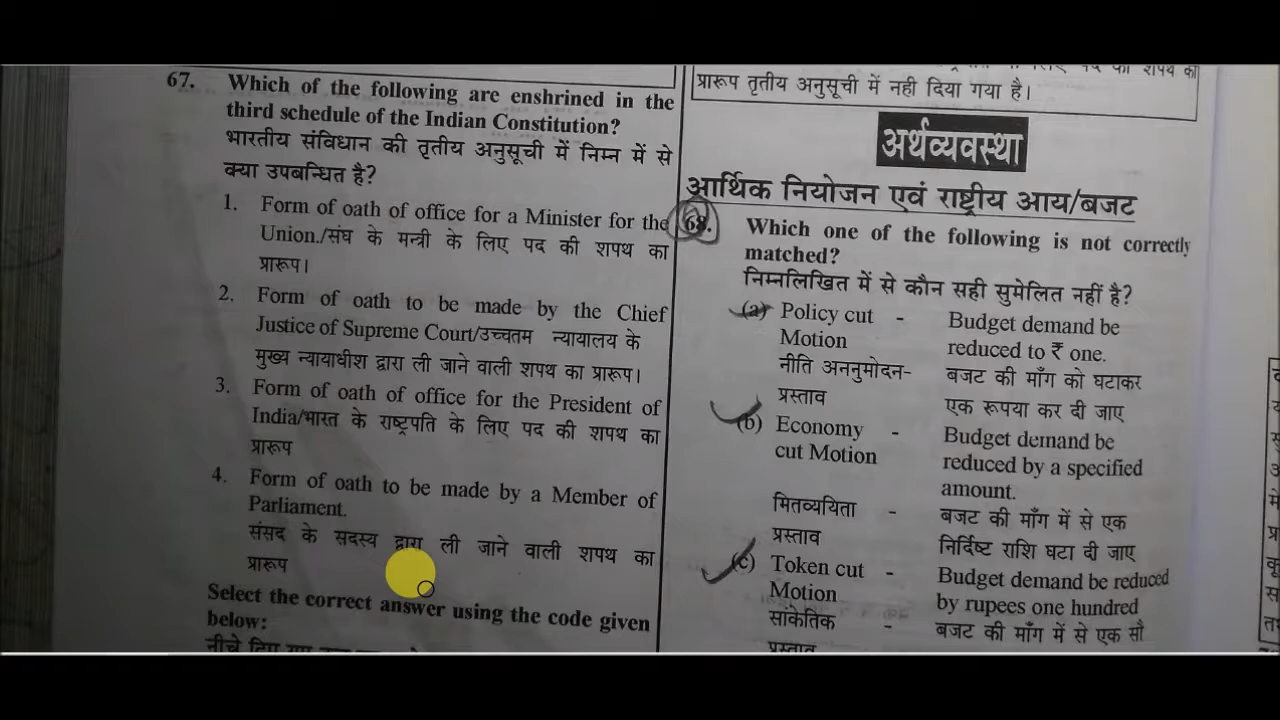 67. Which of the following are enshrined in the
third schedule of the Indian Constitution?
भारतीय संविधान की तृतीय अनुसूची में निम्न में से
क्या उपबन्धित है?
1. Form of oath of office for a Minister for the
Union./संघ के मन्त्री के लिए पद की शपथ का
प्रारूप।
2. Form of oath to be made by the Chief
Justice of Supreme Court/उच्चतम न्यायालय के
मुख्य न्यायाधीश द्वारा ली जाने वाली शपथ का प्रारूप।
3. Form of oath of office for the President of
India/भारत के राष्ट्रपति के लिए पद की शपथ का
प्रारूप
4. Form of oath to be made by a Member of
Parliament.
संसद के सदस्य द्वारा ली जाने वाली शपथ का
प्रारूप
Select the correct answer using the code given
below:
पद की शपथ का
प्रारूप तृतीय अनुसूची में नही दिया गया है।
अर्थव्यवस्था
आर्थिक नियोजन एवं राष्ट्रीय आय/बजट
68. Which one of the following is not correctly
matched?
निम्नलिखित में से कौन सही सुमेलित नहीं है?
(a) Policy cut - Budget demand be
Motion reduced to ₹ one.
नीति अननुमोदन- बजट की माँग को घटाकर
प्रस्ताव एक रूपया कर दी जाए
(b) Economy - Budget demand be
cut Motion reduced by a specified
amount.
मितव्ययिता - बजट की माँग में से एक
प्रस्ताव निर्दिष्ट राशि घटा दी जाए
(c) Token cut - Budget demand be reduced
Motion by rupees one hundred
सांकेतिक - बजट की माँग में से एक सौ
प्रस्ताव